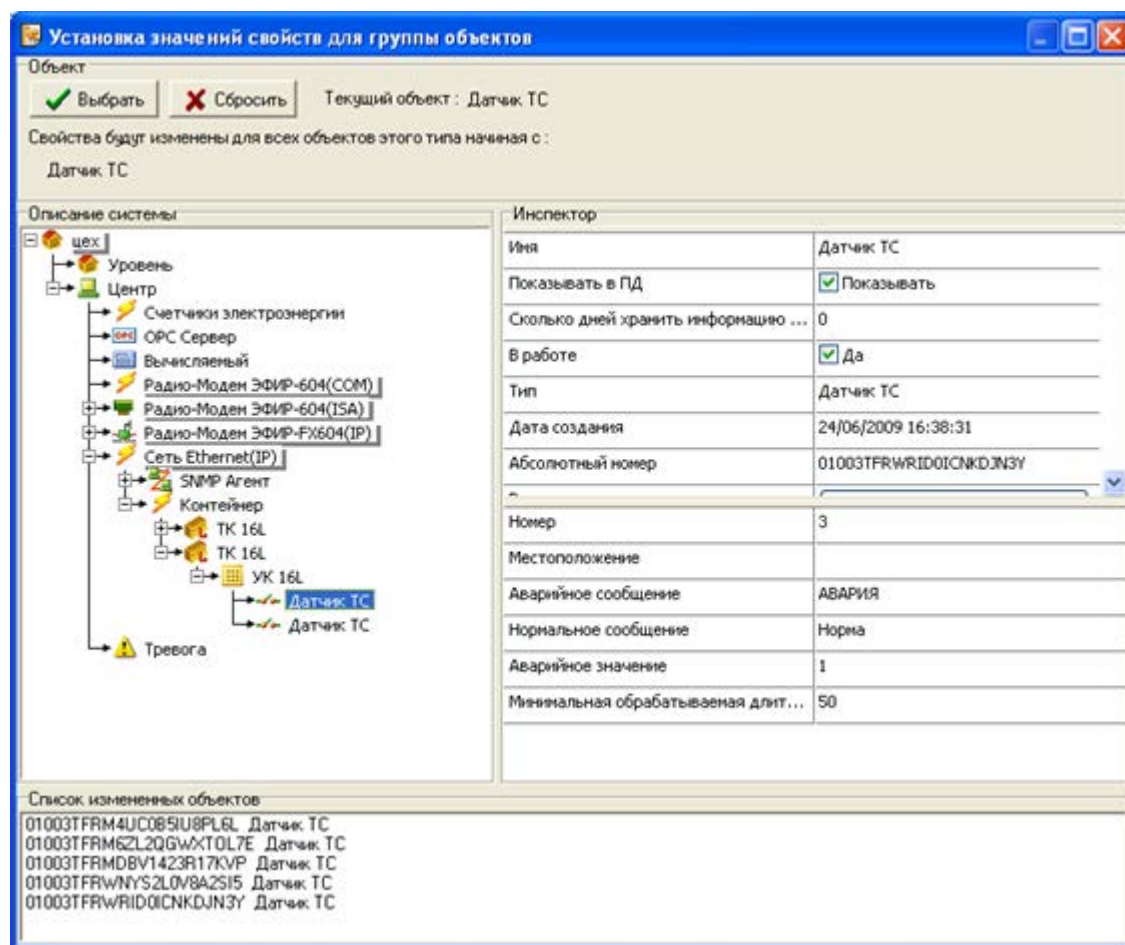 Установка значений свойств для группы объектов
Объект
Выбрать Сбросить Текущий объект : Датчик ТС
Свойства будут изменены для всех объектов этого типа начиная с :
Датчик ТС
Описание системы
цех
Уровень
Центр
Счетчики электроэнергии
OPC OPC Сервер
Вычисляемый
Радио-Модем ЭФИР-604(COM)
Радио-Модем ЭФИР-604(ISA)
Радио-Модем ЭФИР-FX604(IP)
Сеть Ethernet(IP)
SNMP Агент
Контейнер
ТК 16L
ТК 16L
УК 16L
Датчик ТС
Датчик ТС
Тревога
Инспектор
Имя Датчик ТС
Показывать в ПД Показывать
Сколько дней хранить информацию ... 0
В работе Да
Тип Датчик ТС
Дата создания 24/06/2009 16:38:31
Абсолютный номер 01003TFRWRID0ICNKDJN3Y
Номер 3
Местоположение
Аварийное сообщение АВАРИЯ
Нормальное сообщение Норма
Аварийное значение 1
Минимальная обрабатываемая длит... 50
Список измененных объектов
01003TFRM4UC0B5IU8PL6L Датчик ТС
01003TFRM6ZL2QGWXTOL7E Датчик ТС
01003TFRMDBV1423R17KVP Датчик ТС
01003TFRWNYS2L0V8A2SI5 Датчик ТС
01003TFRWRID0ICNKDJN3Y Датчик ТС